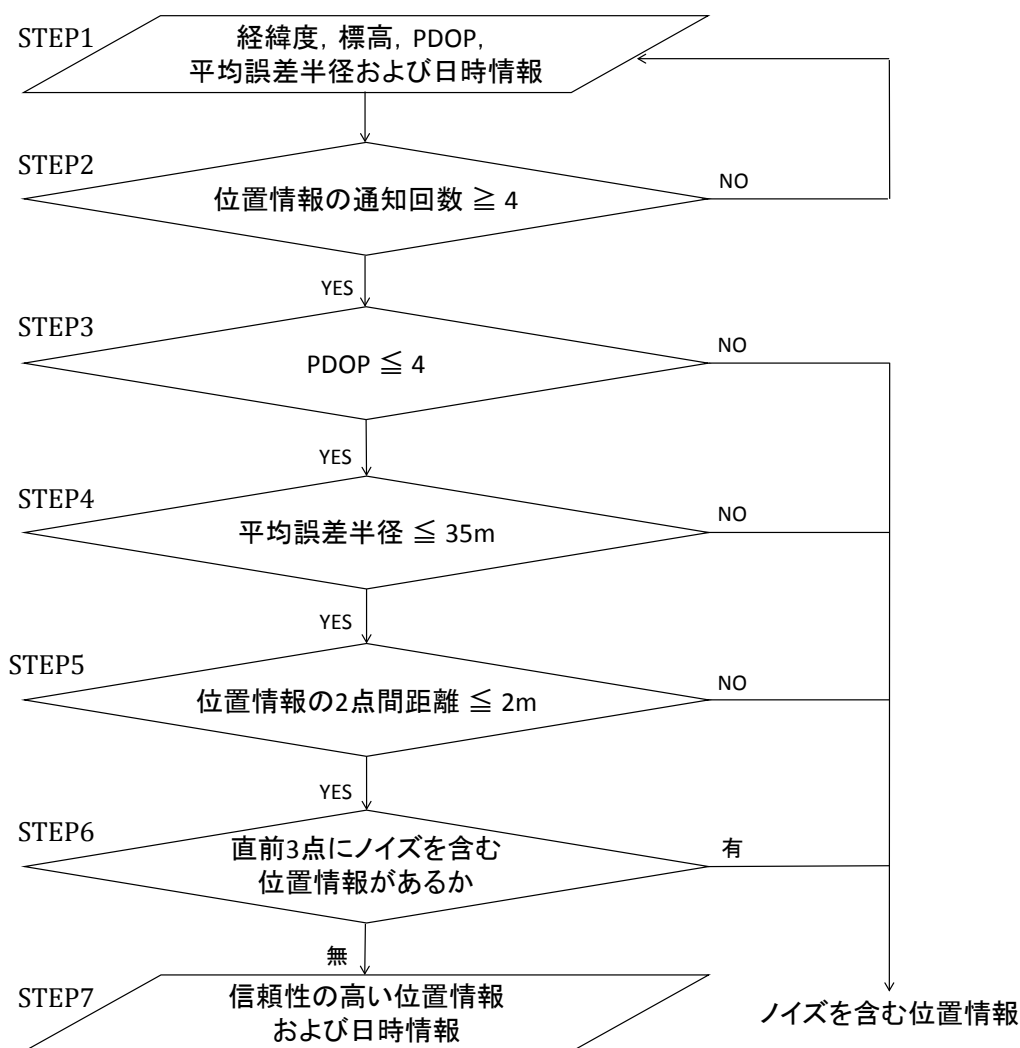 STEP1
経緯度, 標高, PDOP,
平均誤差半径および日時情報
STEP2
位置情報の通知回数 ≧ 4
NO
YES
STEP3
PDOP ≦ 4
NO
YES
STEP4
平均誤差半径 ≦ 35m
NO
YES
STEP5
位置情報の2点間距離 ≦ 2m
NO
YES
STEP6
直前3点にノイズを含む
位置情報があるか
有
無
STEP7
信頼性の高い位置情報
および日時情報
ノイズを含む位置情報